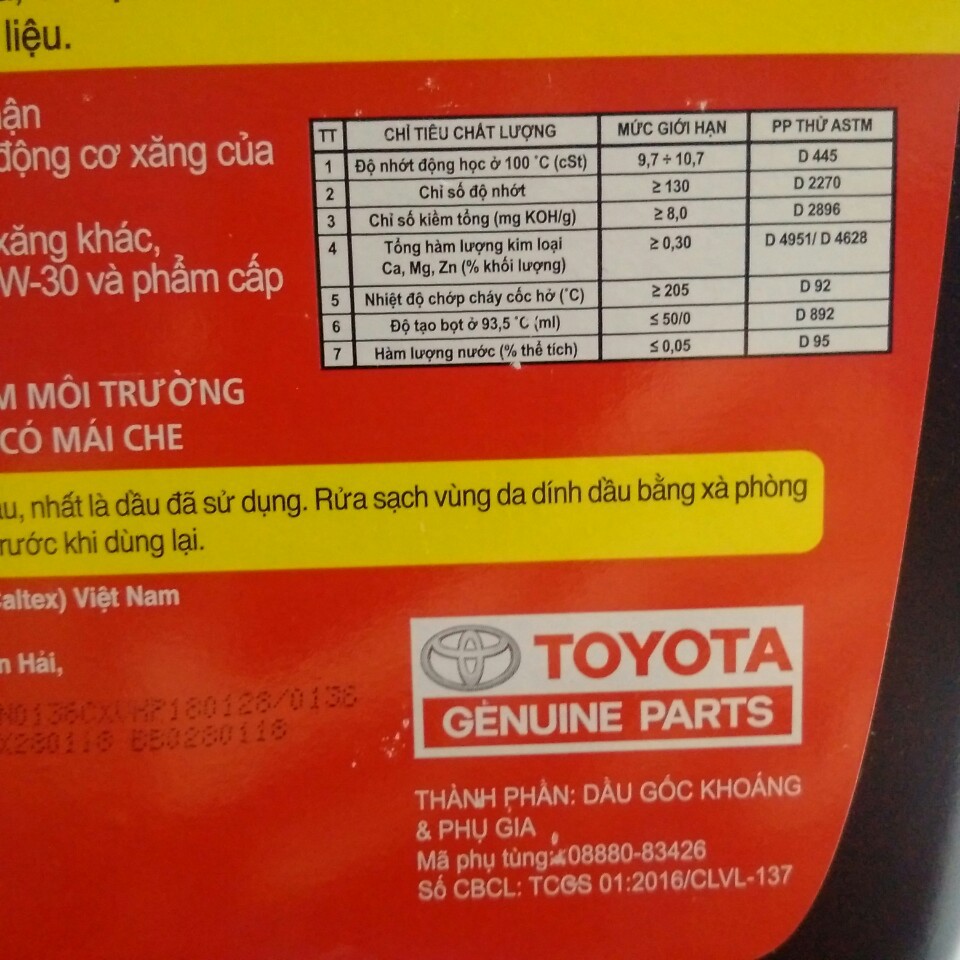 liệu.
động cơ xăng của
xăng khác,
W-30 và phẩm cấp
TT CHỈ TIÊU CHẤT LƯỢNG MỨC GIỚI HẠN PP THỬ ASTM
1 Độ nhớt động học ở 100 °C (cSt) 9,7 ÷ 10,7 D 445
2 Chỉ số độ nhớt ≥ 130 D 2270
3 Chỉ số kiềm tổng (mg KOH/g) ≥ 8,0 D 2896
4 Tổng hàm lượng kim loại ≥ 0,30 D 4951/ D 4628
Ca, Mg, Zn (% khối lượng)
5 Nhiệt độ chớp cháy cốc hở (°C) ≥ 205 D 92
6 Độ tạo bọt ở 93,5 °C (ml) ≤ 50/0 D 892
7 Hàm lượng nước (% thể tích) ≤ 0,05 D 95
MÔI TRƯỜNG
CÓ MÁI CHE
nhất là dầu đã sử dụng. Rửa sạch vùng da dính dầu bằng xà phòng
trước khi dùng lại.
Caltex) Việt Nam
Hải,
TOYOTA
GENUINE PARTS
THÀNH PHẦN: DẦU GỐC KHOÁNG
& PHỤ GIA
Mã phụ tùng: 08880-83426
Số CBCL: TCCS 01:2016/CLVL-137